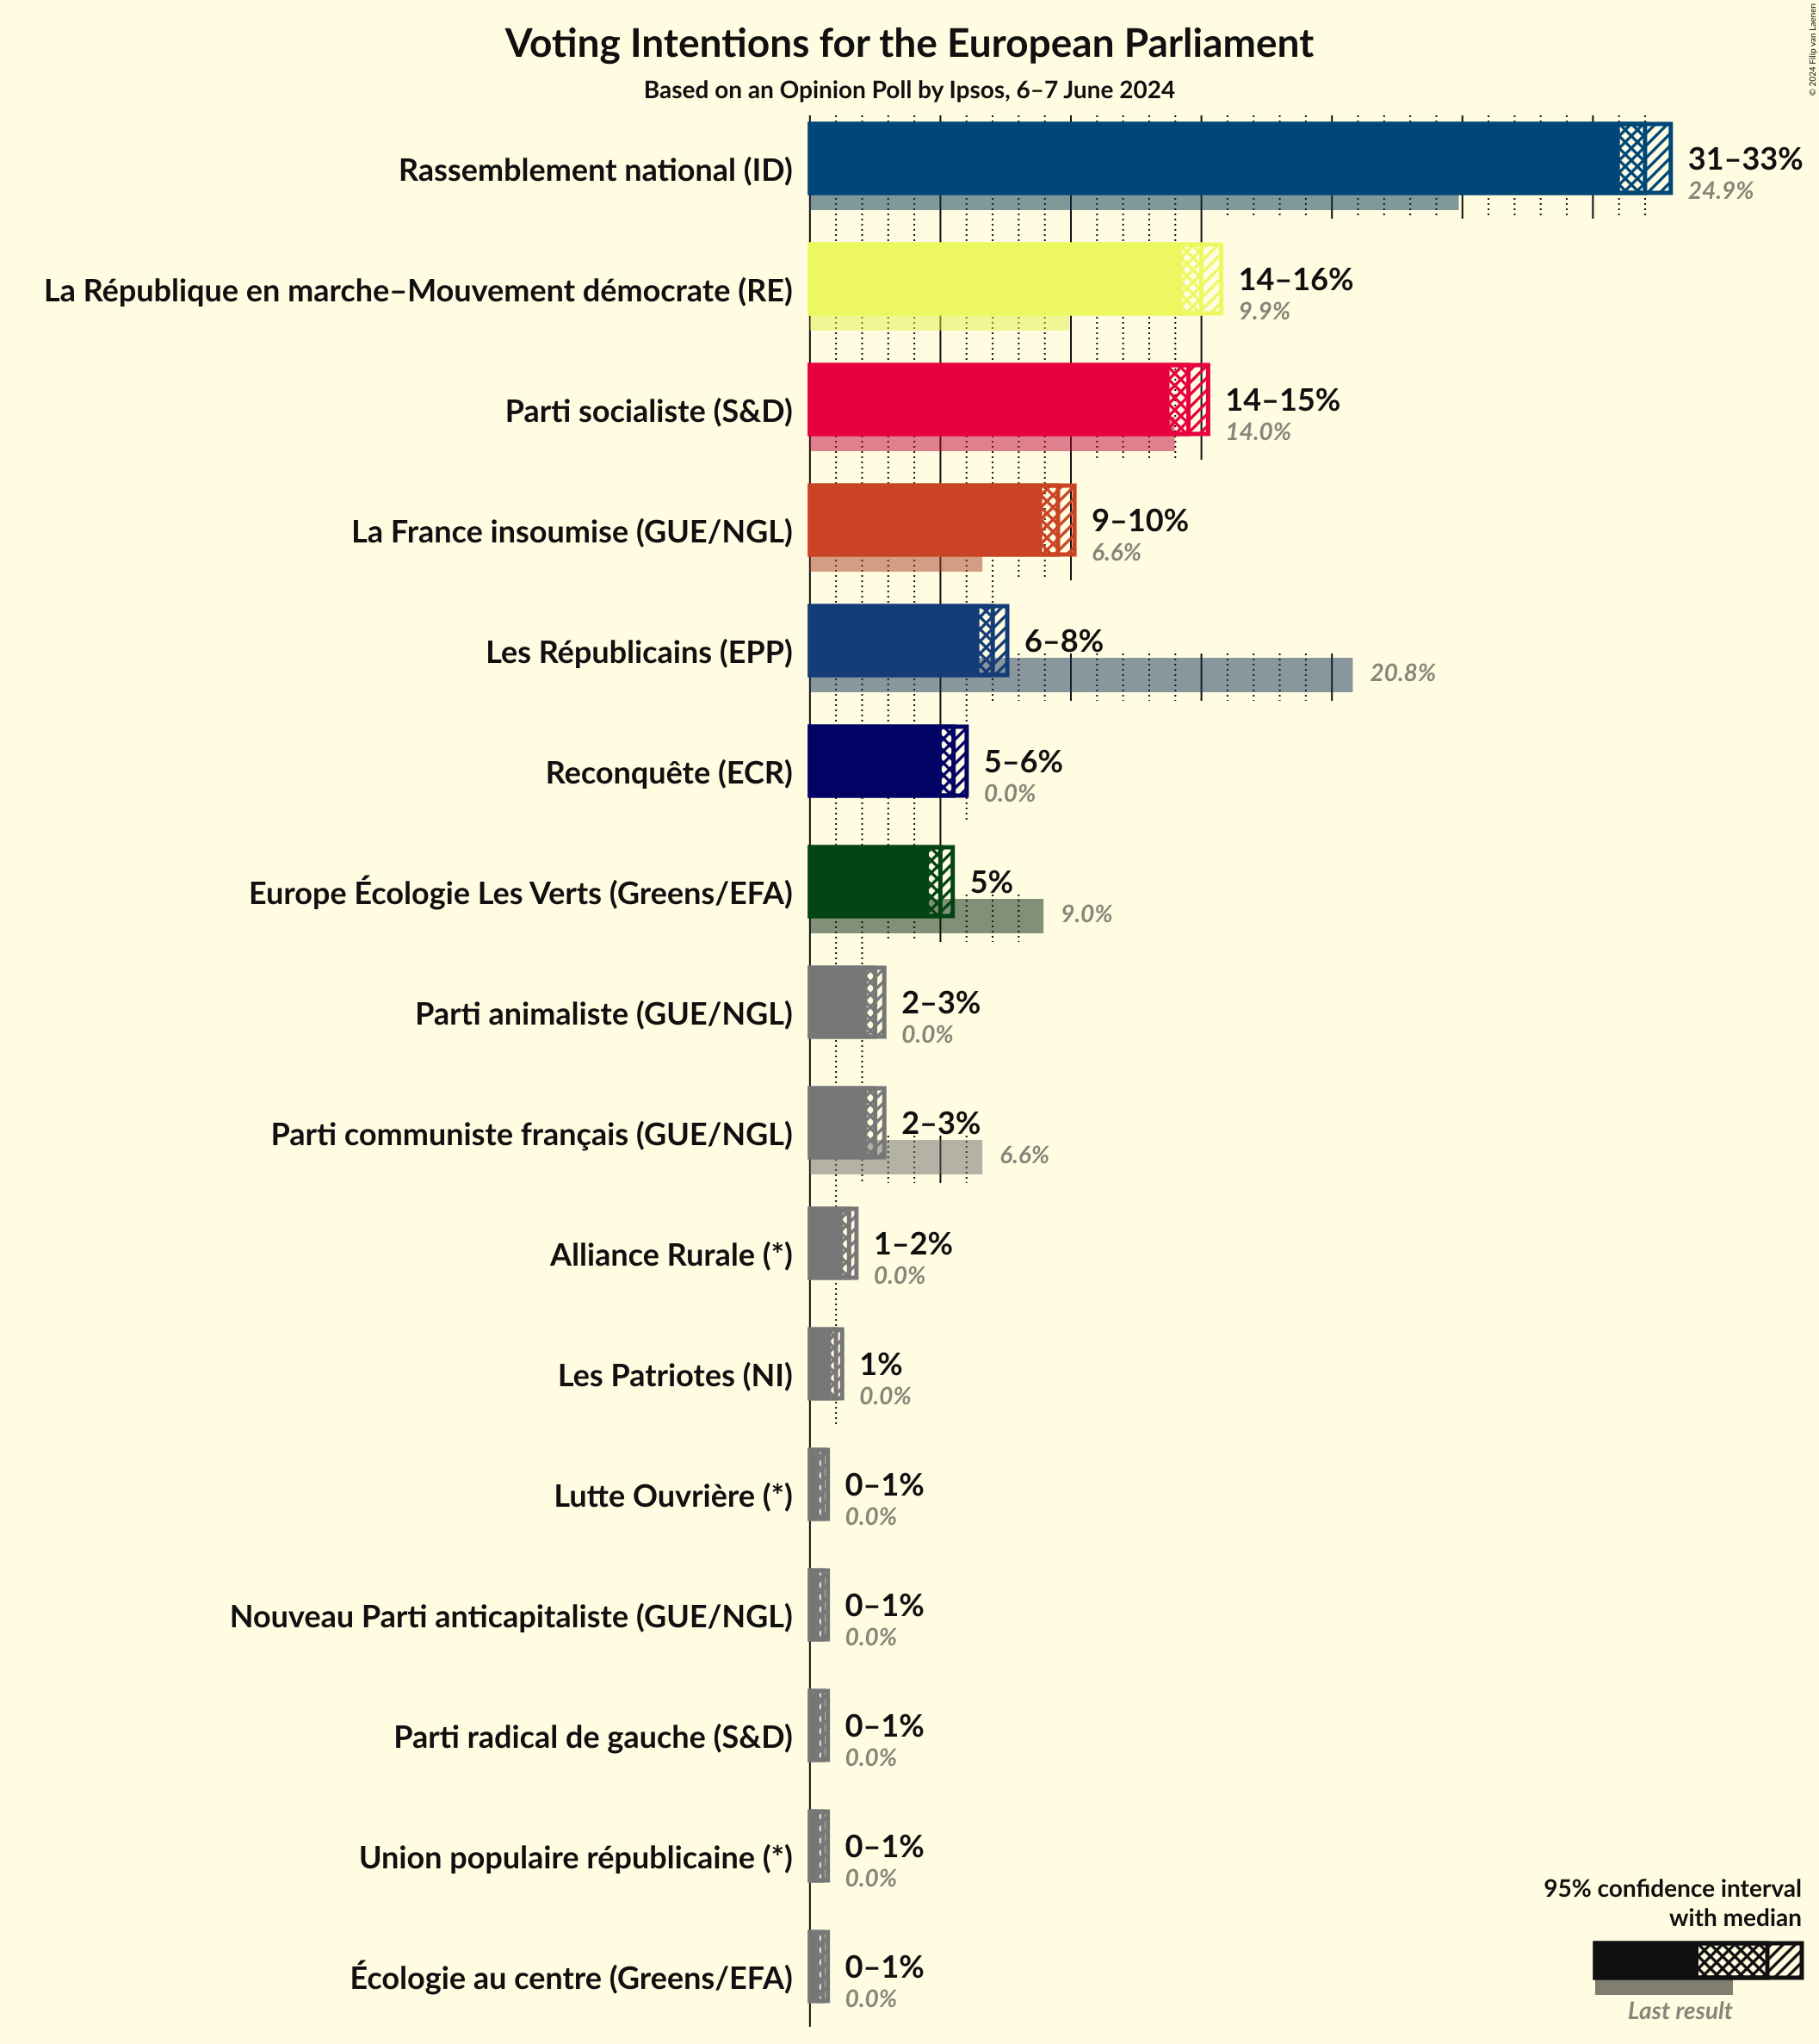 © 2024 Filip van Laenen
Voting Intentions for the European Parliament
Based on an Opinion Poll by Ipsos, 6–7 June 2024
Rassemblement national (ID)
31–33%
24.9%
La République en marche–Mouvement démocrate (RE)
14–16%
9.9%
Parti socialiste (S&D)
14–15%
14.0%
La France insoumise (GUE/NGL)
9–10%
6.6%
Les Républicains (EPP)
6–8%
20.8%
Reconquête (ECR)
5–6%
0.0%
Europe Écologie Les Verts (Greens/EFA)
5%
9.0%
Parti animaliste (GUE/NGL)
2–3%
0.0%
Parti communiste français (GUE/NGL)
2–3%
6.6%
Alliance Rurale (*)
1–2%
0.0%
Les Patriotes (NI)
1%
0.0%
Lutte Ouvrière (*)
0–1%
0.0%
Nouveau Parti anticapitaliste (GUE/NGL)
0–1%
0.0%
Parti radical de gauche (S&D)
0–1%
0.0%
Union populaire républicaine (*)
0–1%
0.0%
Écologie au centre (Greens/EFA)
0–1%
0.0%
95% confidence interval
with median
Last result